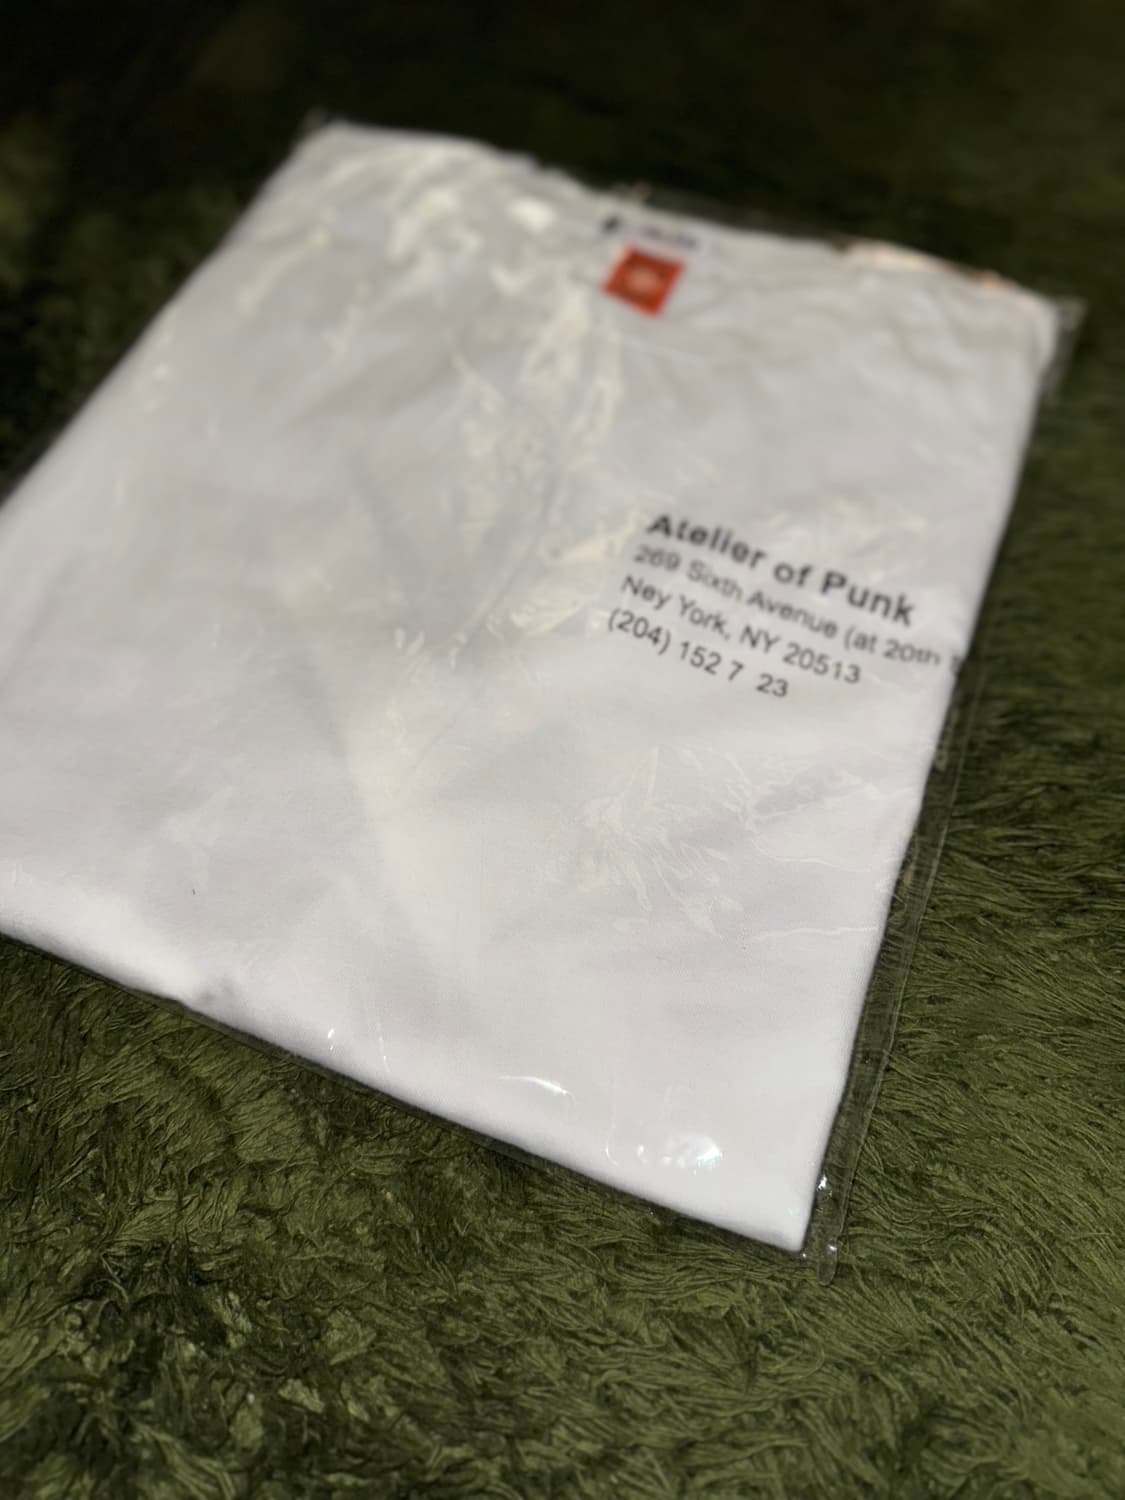 Atelier of Punk
269 Sixth Avenue (at 20th
Ney York, NY 20513
(204) 152 7 23